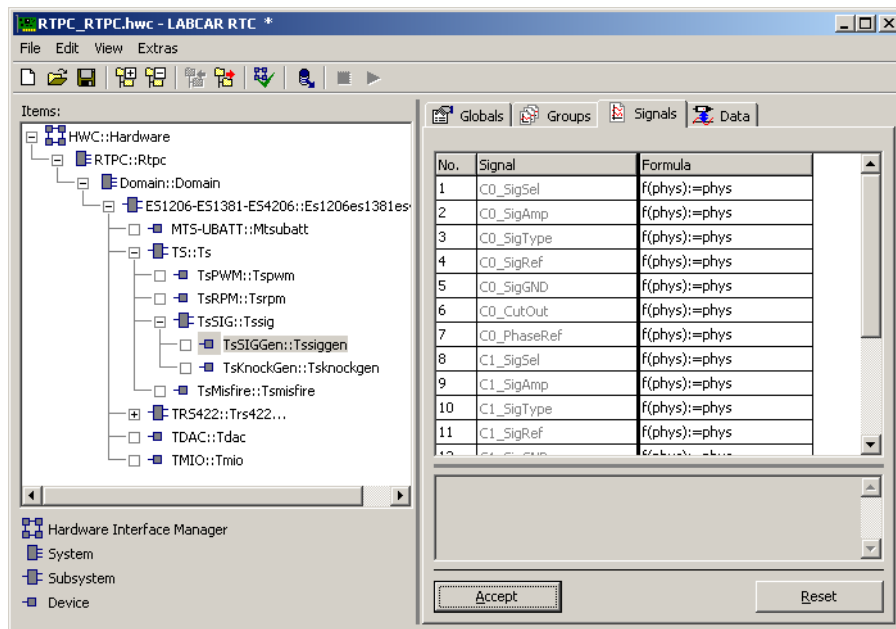 RTPC_RTPC.hwc - LABCAR RTC *
File Edit View Extras
Items:
HWC::Hardware
RTPC::Rtpc
Domain::Domain
ES1206-ES1381-ES4206::Es1206es1381es
MTS-UBATT::Mtsubatt
TS::Ts
TsPWM::Tspwm
TsRPM::Tsrpm
TsSIG::Tssig
TsSIGGen::Tssiggen
TsKnockGen::Tsknockgen
TsMisfire::Tsmisfire
TRS422::Trs422...
TDAC::Tdac
TMIO::Tmio
Hardware Interface Manager
System
Subsystem
Device
Globals Groups Signals Data
No. Signal Formula
1 C0_SigSel f(phys):=phys
2 C0_SigAmp f(phys):=phys
3 C0_SigType f(phys):=phys
4 C0_SigRef f(phys):=phys
5 C0_SigGND f(phys):=phys
6 C0_CutOut f(phys):=phys
7 C0_PhaseRef f(phys):=phys
8 C1_SigSel f(phys):=phys
9 C1_SigAmp f(phys):=phys
10 C1_SigType f(phys):=phys
11 C1_SigRef f(phys):=phys
12 C1_SigGND f(phys):=phys
Accept Reset